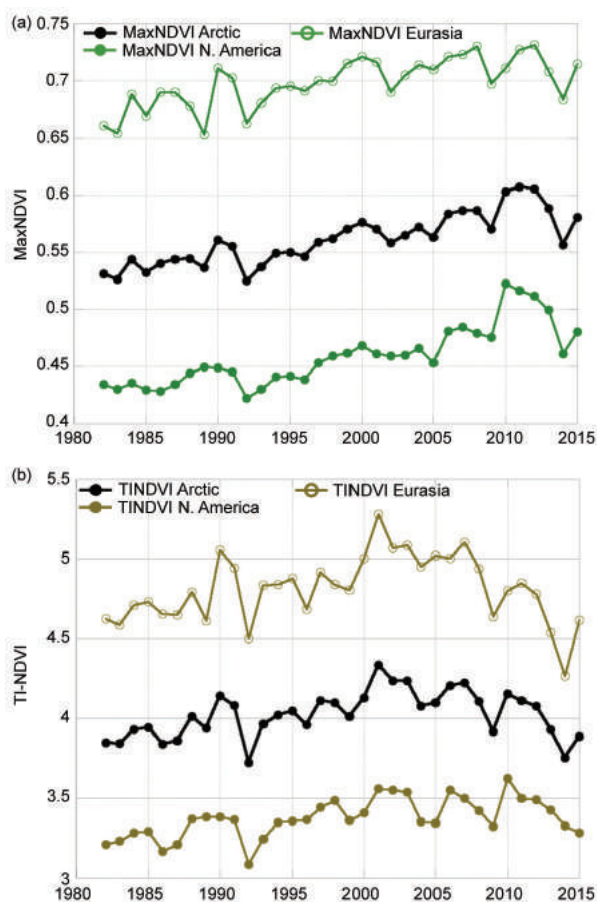 (a)
MaxNDVI Arctic MaxNDVI Eurasia
MaxNDVI N. America
0.75
0.7
0.65
0.6
0.55
0.5
0.45
0.4
MaxNDVI
1980 1985 1990 1995 2000 2005 2010 2015
(b)
TINDVI Arctic TINDVI Eurasia
TINDVI N. America
5.5
5
4.5
4
3.5
3
TI-NDVI
1980 1985 1990 1995 2000 2005 2010 2015